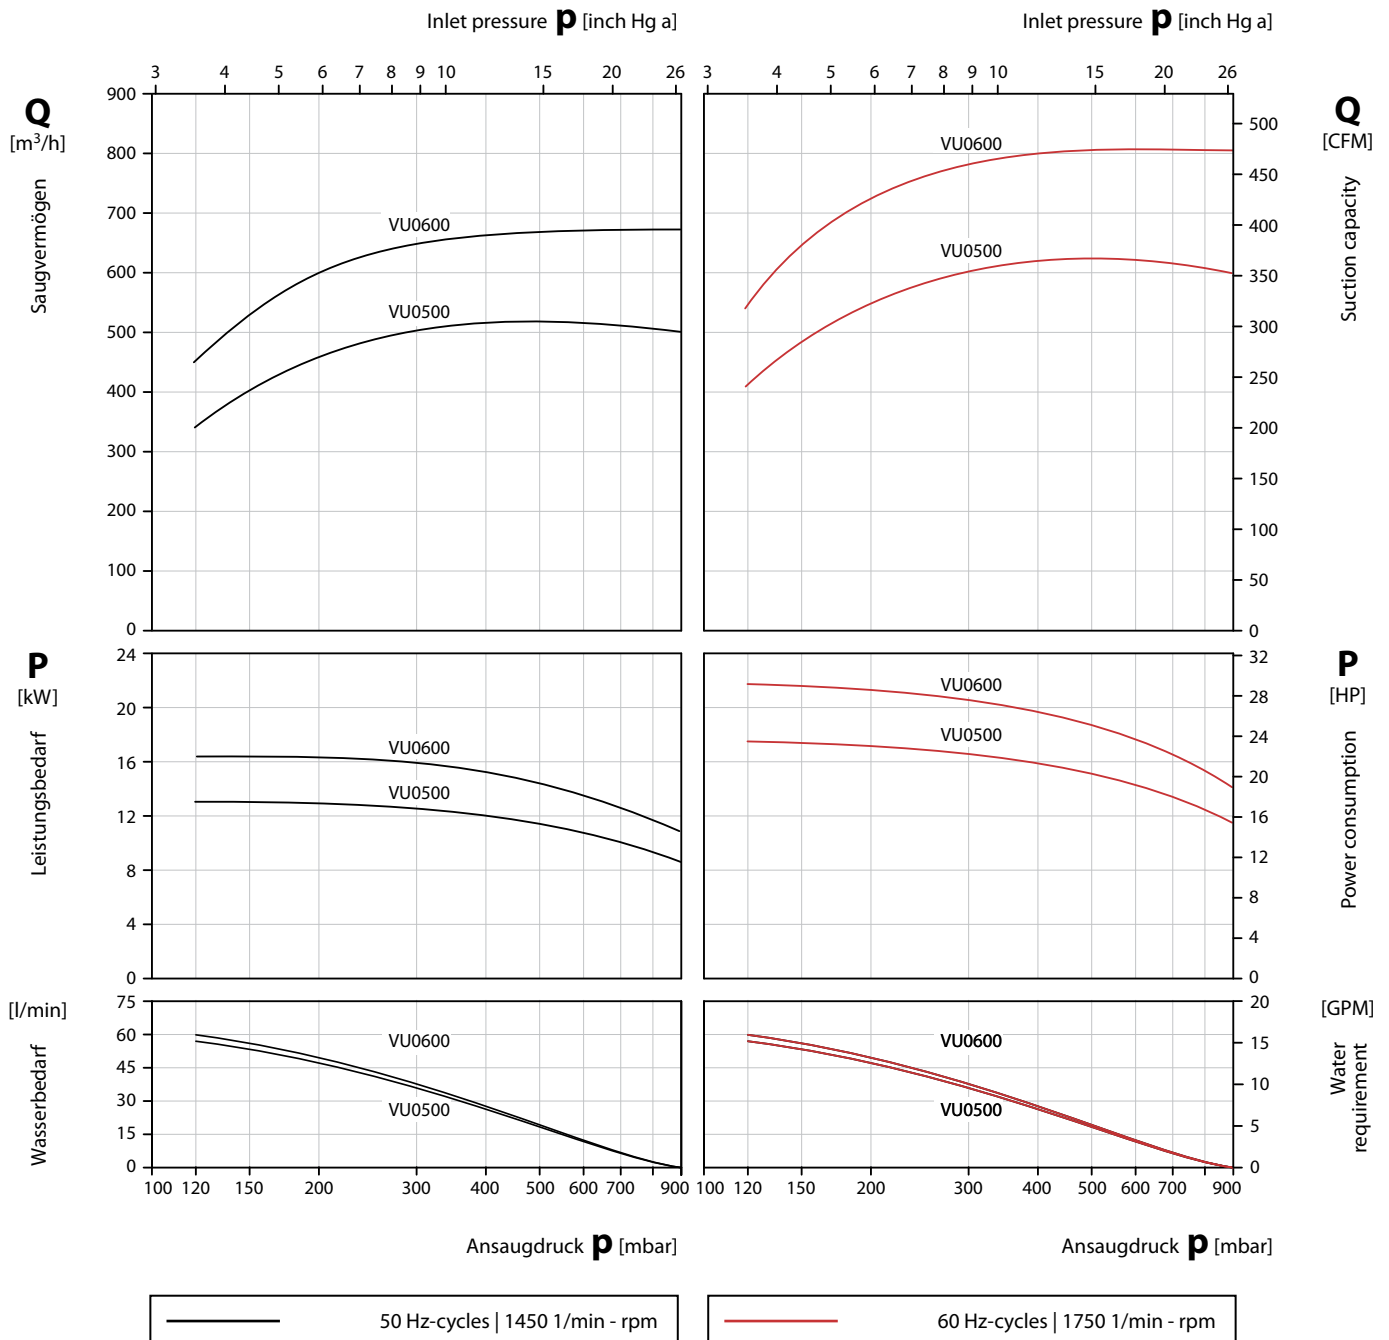 Inlet pressure p [inch Hg a]
Inlet pressure p [inch Hg a]
3 4 5 6 7 8 9 10 15 20 26
3 4 5 6 7 8 9 10 15 20 26
Q
[m³/h]
Saugvermögen
900
800
700
600
500
400
300
200
100
0
VU0600
VU0500
VU0600
VU0500
500
450
400
350
300
250
200
150
100
50
0
Q
[CFM]
Suction capacity
P
[kW]
Leistungsbedarf
24
20
16
12
8
4
0
VU0600
VU0500
VU0600
VU0500
32
28
24
20
16
12
8
4
0
P
[HP]
Power consumption
[l/min]
Wasserbedarf
75
60
45
30
15
0
VU0600
VU0500
VU0600
VU0500
20
15
10
5
0
[GPM]
Water
requirement
100 120 150 200 300 400 500 600 700 900
100 120 150 200 300 400 500 600 700 900
Ansaugdruck p [mbar]
Ansaugdruck p [mbar]
50 Hz-cycles | 1450 1/min - rpm
60 Hz-cycles | 1750 1/min - rpm